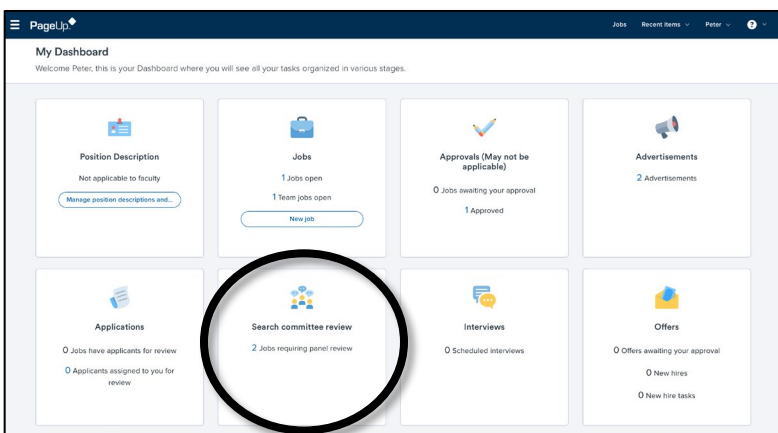 PageUp.
Jobs Recent items Peter ?
My Dashboard
Welcome Peter, this is your Dashboard where you will see all your tasks organized in various stages.
Position Description
Not applicable to faculty
Manage position descriptions and...
Jobs
1 Jobs open
1 Team jobs open
New job
Approvals (May not be
applicable)
0 Jobs awaiting your approval
1 Approved
Advertisements
2 Advertisements
Applications
0 Jobs have applicants for review
0 Applicants assigned to you for
review
Search committee review
2 Jobs requiring panel review
Interviews
0 Scheduled interviews
Offers
0 Offers awaiting your approval
0 New hires
0 New hire tasks